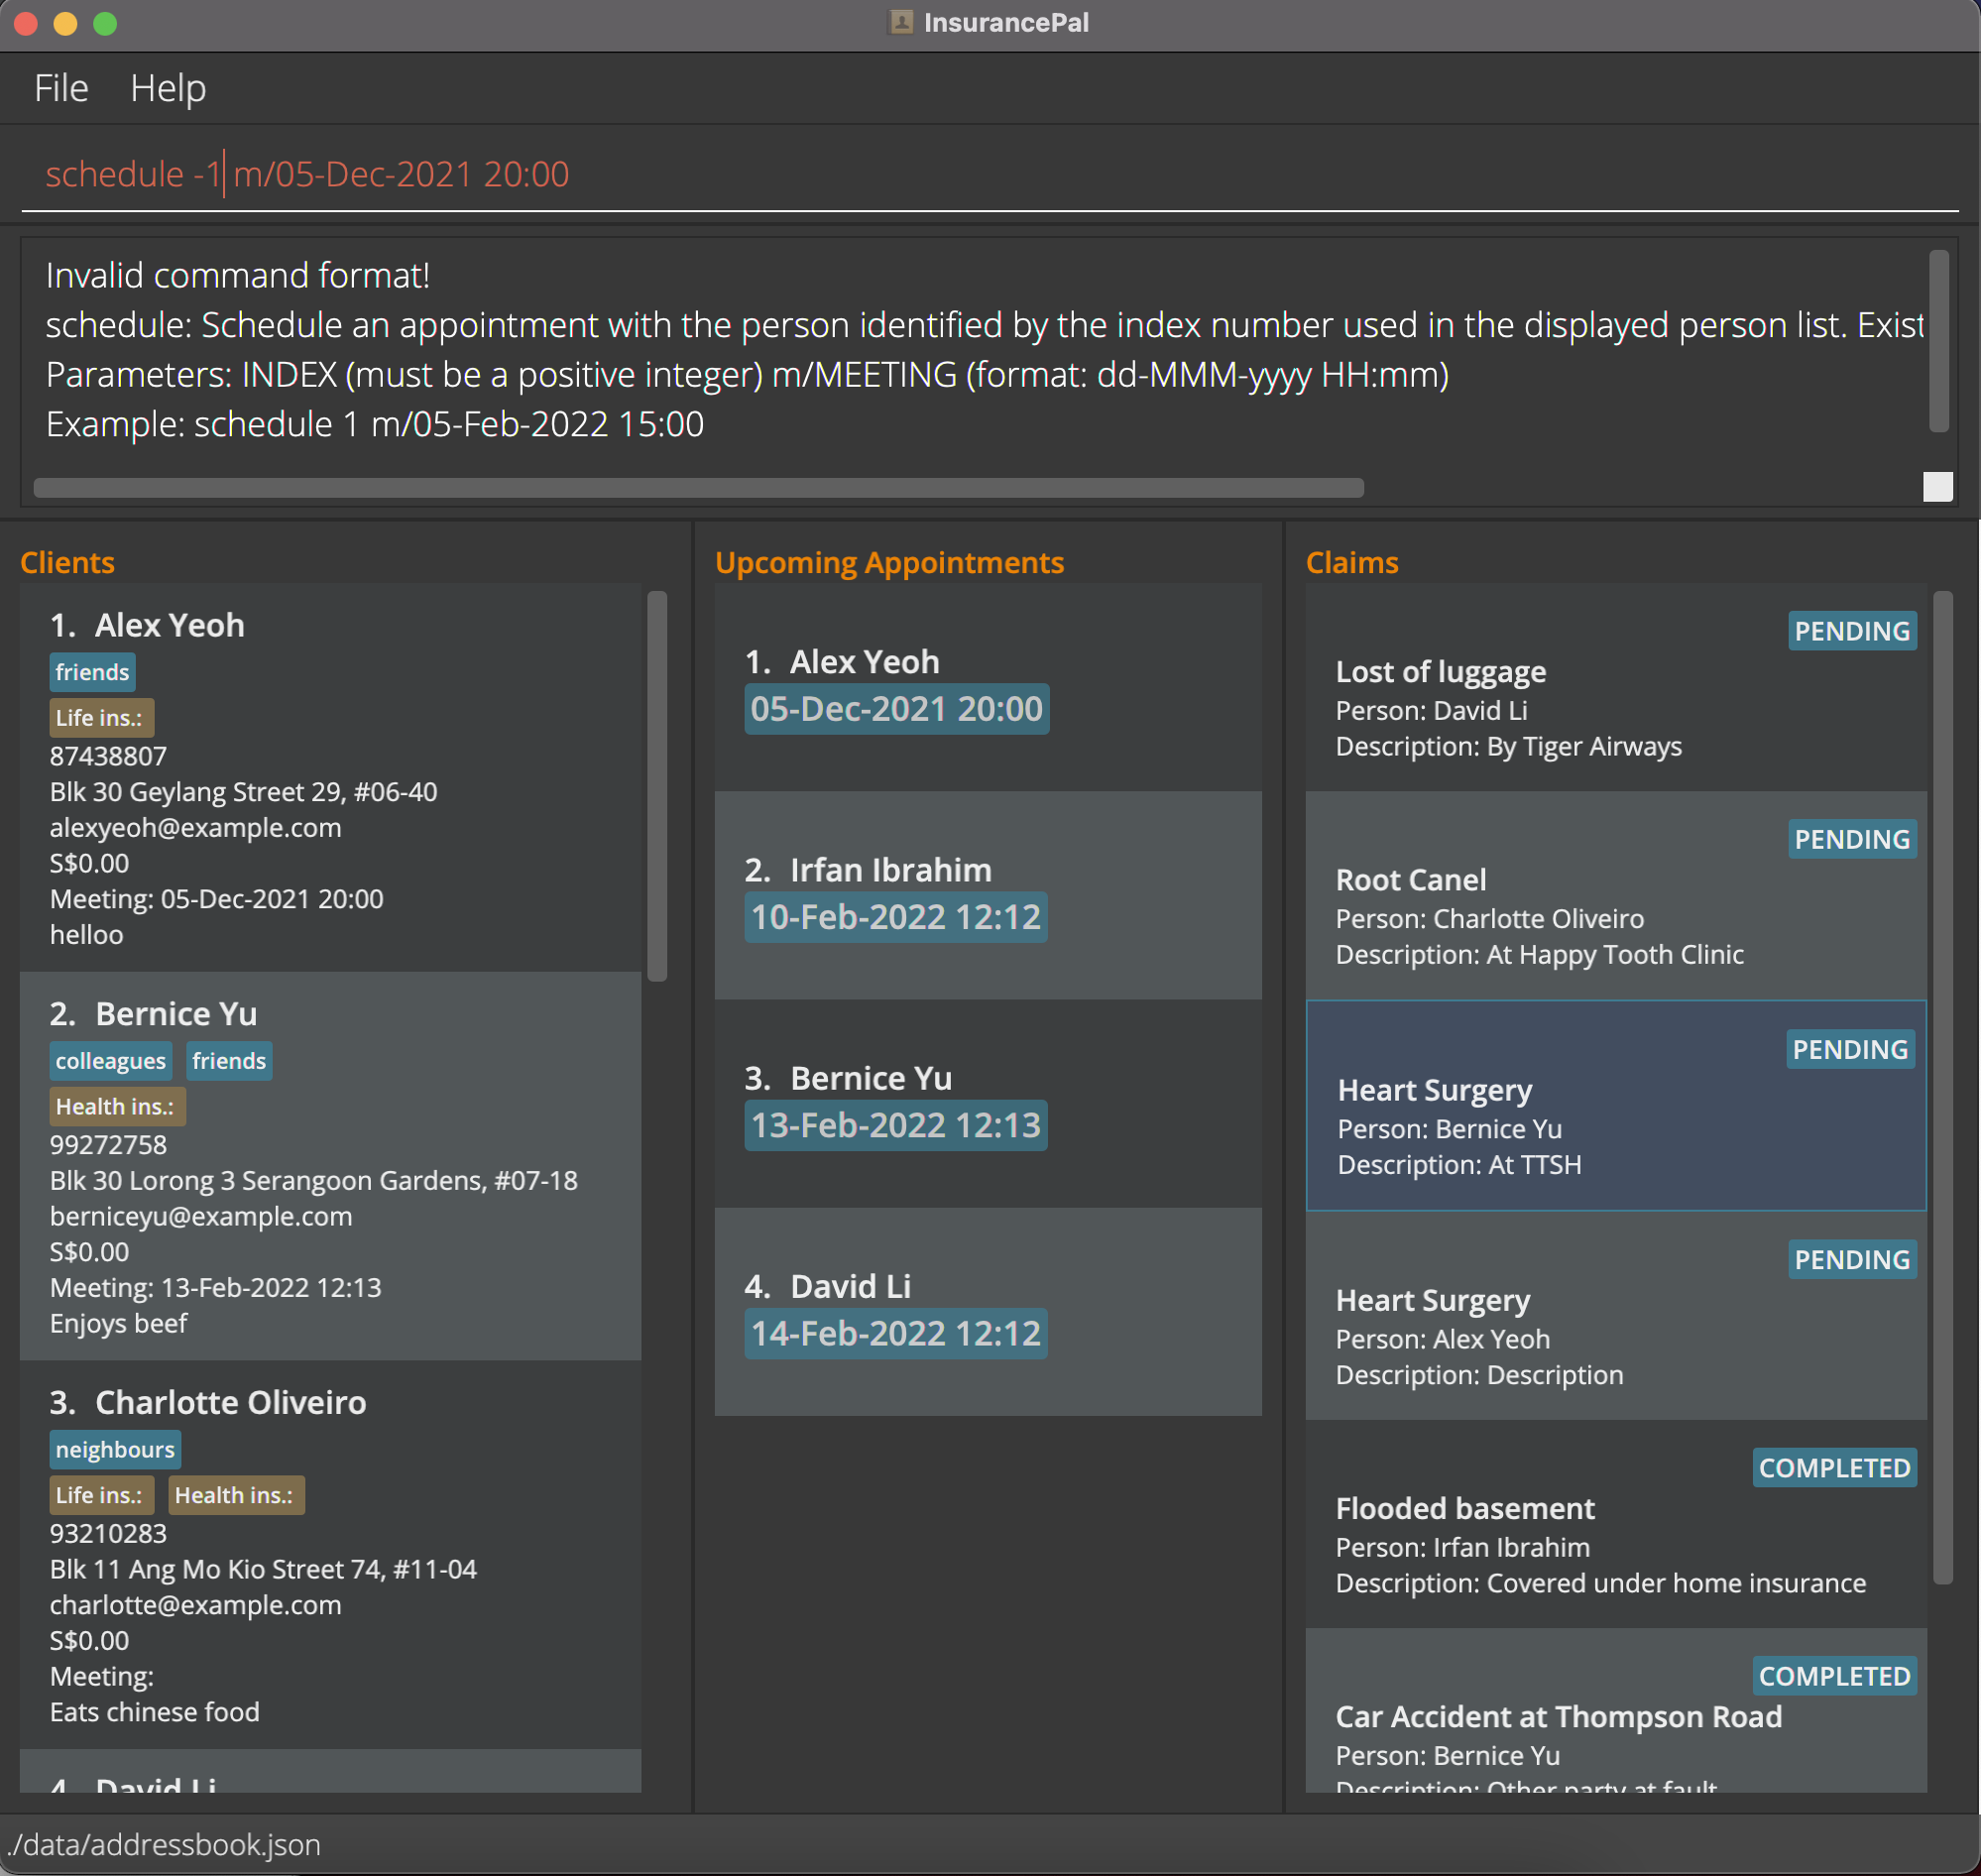 InsurancePal
File Help
schedule -1 m/05-Dec-2021 20:00
Invalid command format!
schedule: Schedule an appointment with the person identified by the index number used in the displayed person list. Exist
Parameters: INDEX (must be a positive integer) m/MEETING (format: dd-MMM-yyyy HH:mm)
Example: schedule 1 m/05-Feb-2022 15:00
Clients
1. Alex Yeoh
friends
Life ins.:
87438807
Blk 30 Geylang Street 29, #06-40
alexyeoh@example.com
S$0.00
Meeting: 05-Dec-2021 20:00
helloo
2. Bernice Yu
colleagues friends
Health ins.:
99272758
Blk 30 Lorong 3 Serangoon Gardens, #07-18
berniceyu@example.com
S$0.00
Meeting: 13-Feb-2022 12:13
Enjoys beef
3. Charlotte Oliveiro
neighbours
Life ins.: Health ins.:
93210283
Blk 11 Ang Mo Kio Street 74, #11-04
charlotte@example.com
S$0.00
Meeting:
Eats chinese food
4. David Li
Upcoming Appointments
1. Alex Yeoh
05-Dec-2021 20:00
2. Irfan Ibrahim
10-Feb-2022 12:12
3. Bernice Yu
13-Feb-2022 12:13
4. David Li
14-Feb-2022 12:12
Claims
PENDING
Lost of luggage
Person: David Li
Description: By Tiger Airways
PENDING
Root Canel
Person: Charlotte Oliveiro
Description: At Happy Tooth Clinic
PENDING
Heart Surgery
Person: Bernice Yu
Description: At TTSH
PENDING
Heart Surgery
Person: Alex Yeoh
Description: Description
COMPLETED
Flooded basement
Person: Irfan Ibrahim
Description: Covered under home insurance
COMPLETED
Car Accident at Thompson Road
Person: Bernice Yu
Description: Other party at fault
./data/addressbook.json